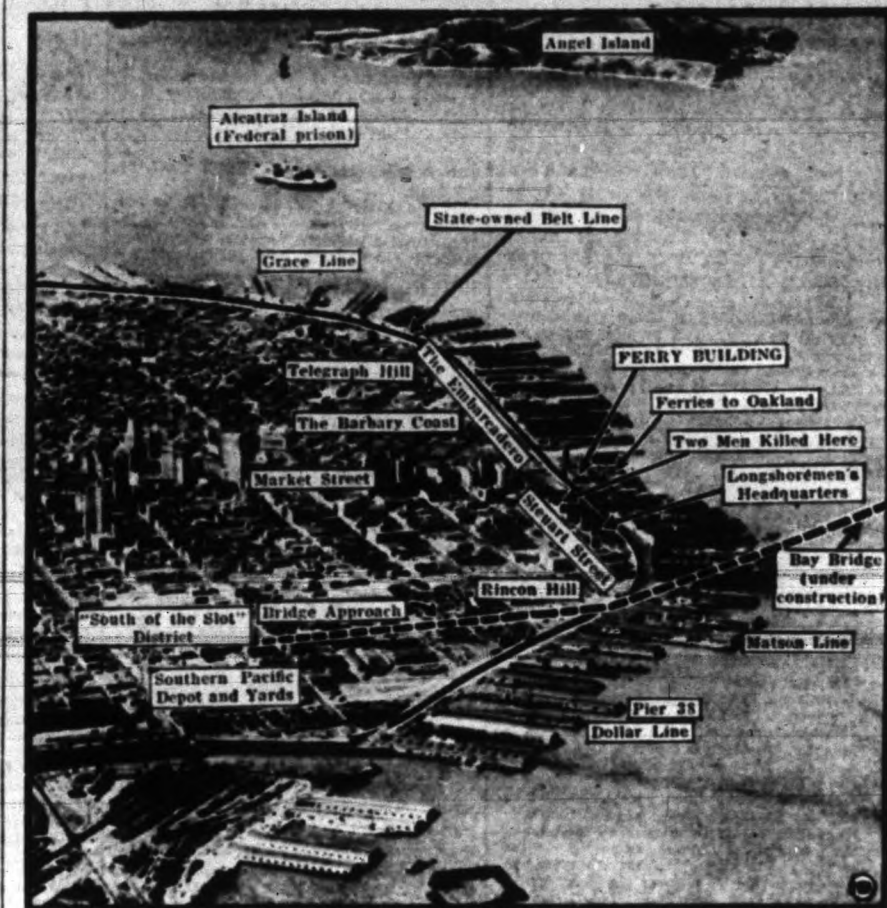 Angel Island
Alcatraz Island
(Federal prison)
State-owned Belt Line
Grace Line
The Embarcadero
FERRY BUILDING
Telegraph Hill
Ferries to Oakland
The Barbary Coast
Two Men Killed Here
Market Street
Longshoremen's
Headquarters
Steuart Street
Bay Bridge
(under
construction)
Rincon Hill
Bridge Approach
"South of the Slot"
District
Matson Line
Southern Pacific
Depot and Yards
Pier 38
Dollar Line